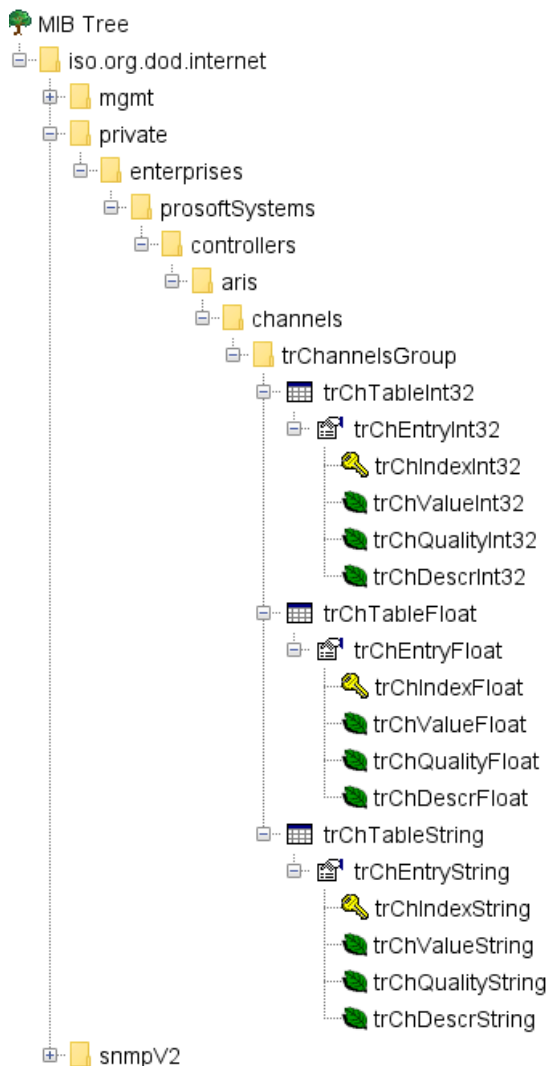 MIB Tree
iso.org.dod.internet
mgmt
private
enterprises
prosoftSystems
controllers
aris
channels
trChannelsGroup
trChTableInt32
trChEntryInt32
trChIndexInt32
trChValueInt32
trChQualityInt32
trChDescrInt32
trChTableFloat
trChEntryFloat
trChIndexFloat
trChValueFloat
trChQualityFloat
trChDescrFloat
trChTableString
trChEntryString
trChIndexString
trChValueString
trChQualityString
trChDescrString
snmpV2